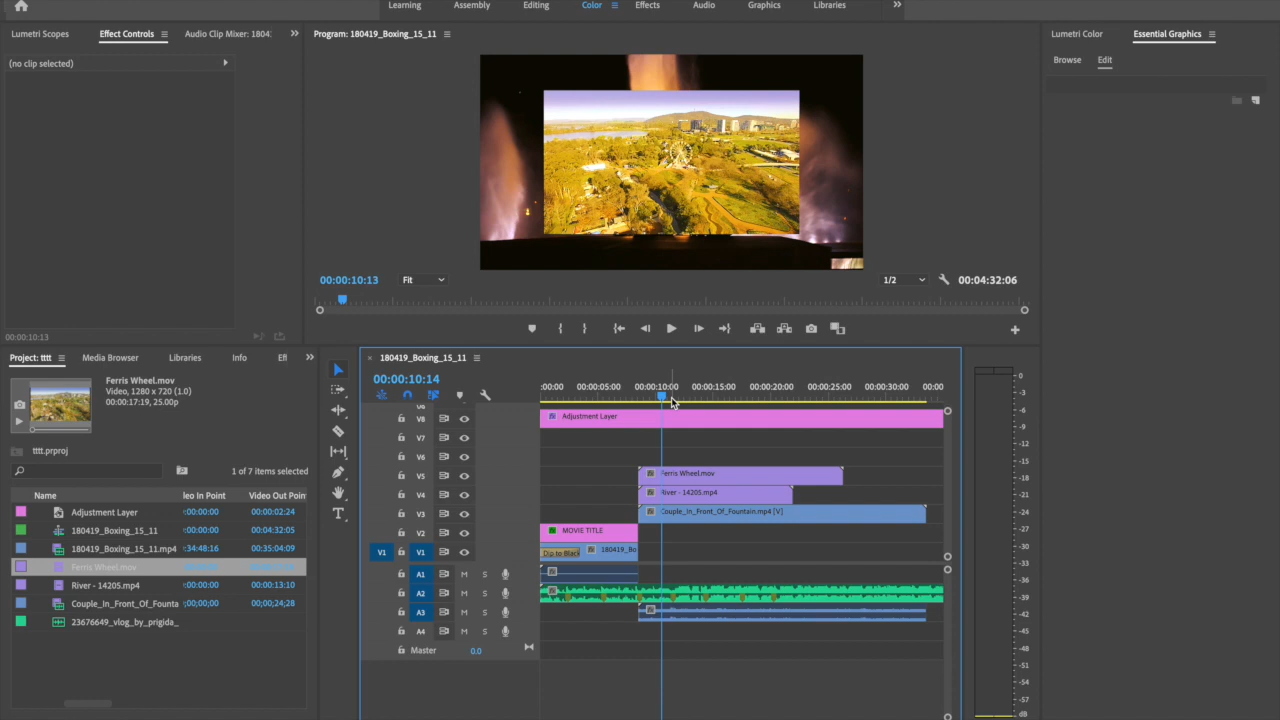 Learning Assembly Editing Color Effects Audio Graphics Libraries
Lumetri Scopes Effect Controls Audio Clip Mixer: 1804:
Program: 180419_Boxing_15_11
Lumetri Color Essential Graphics
(no clip selected)
Browse Edit
00:00:10:13 Fit 1/2 00:04:32:06
00:00:10:13
Project: tttt Media Browser Libraries Info
180419_Boxing_15_11
Ferris Wheel.mov
Video, 1280 x 720 (1.0)
00:00:17:19, 25.00p
00:00:10:14
:00:00 00:00:05:00 00:00:10:00 00:00:15:00 00:00:20:00 00:00:25:00 00:00:30:00 00:00
tttt.prproj
1 of 7 items selected
Name leo In Point Video Out Poin
Adjustment Layer :00:00:00 00:00:02:24
180419_Boxing_15_11 :00:00:00 00:04:32:05
180419_Boxing_15_11.mp4 :34:48:16 00:35:04:09
Ferris Wheel.mov
River - 14205.mp4 :00:00:00 00:00:13:10
Couple_In_Front_Of_Founta ;00;00;00 00;00;24;28
23676649_vlog_by_prigida_
V8 Adjustment Layer
V7
V6
V5 Ferris Wheel.mov
V4 River - 14205.mp4
V3 Couple_In_Front_Of_Fountain.mp4 [V]
V2 MOVIE TITLE
V1 V1 Dip to Black 180419_Bo
A1 M S
A2 M S
A3 M S
A4 M S
Master 0.0
0
-3
-6
-9
-12
-15
-18
-21
-24
-27
-30
-33
-36
-39
-42
-45
-48
-51
-54
-57
dB